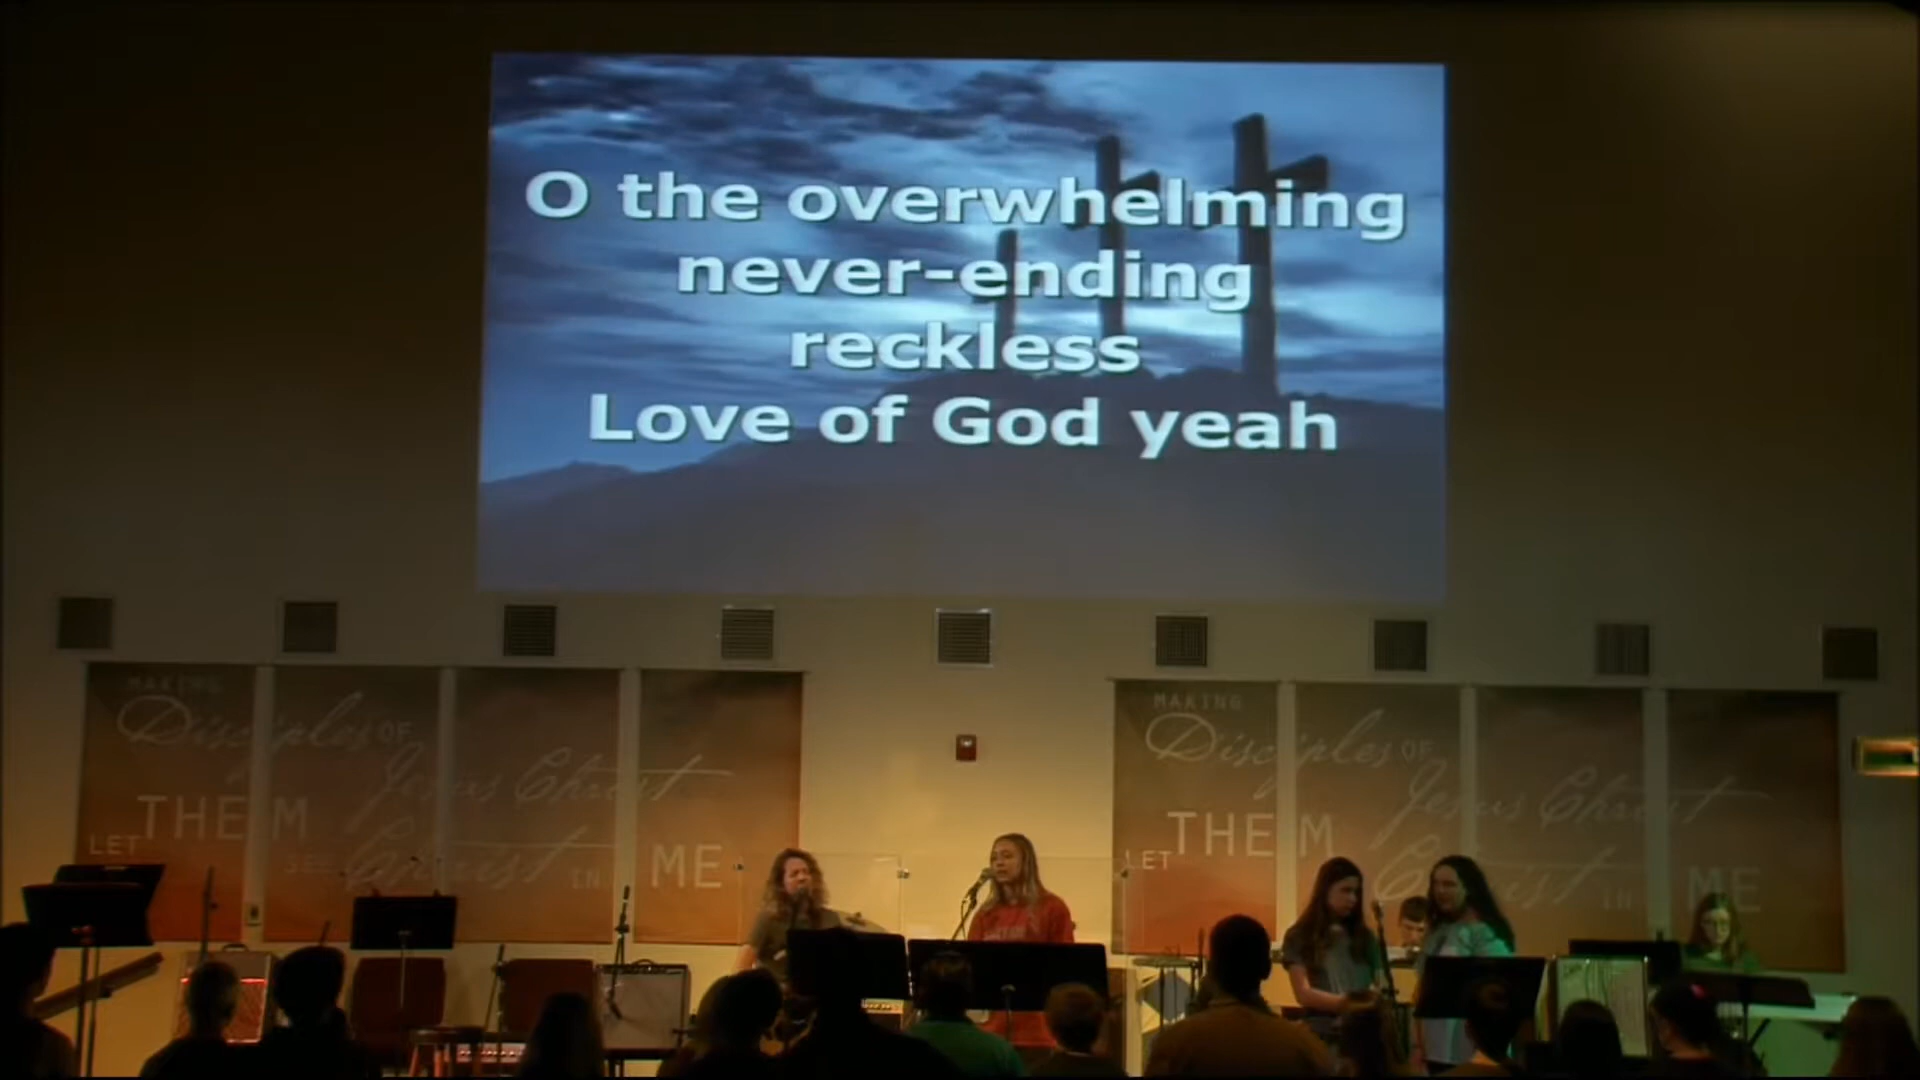 O the overwhelming
never-ending
reckless
Love of God yeah
MAKING
Disciples OF
Jesus Christ
LET THEM
SEE Christ IN ME
MAKING
Disciples OF
Jesus Christ
LET THEM
Christ IN ME